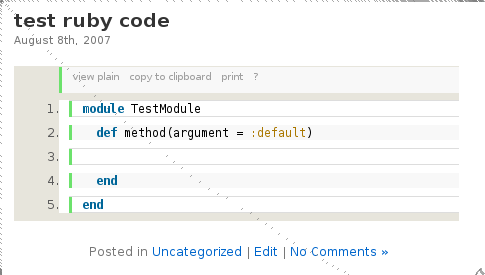 test ruby code
August 8th, 2007
view plain copy to clipboard print ?
1. module TestModule
2. def method(argument = :default)
3.
4. end
5. end
Posted in Uncategorized | Edit | No Comments »